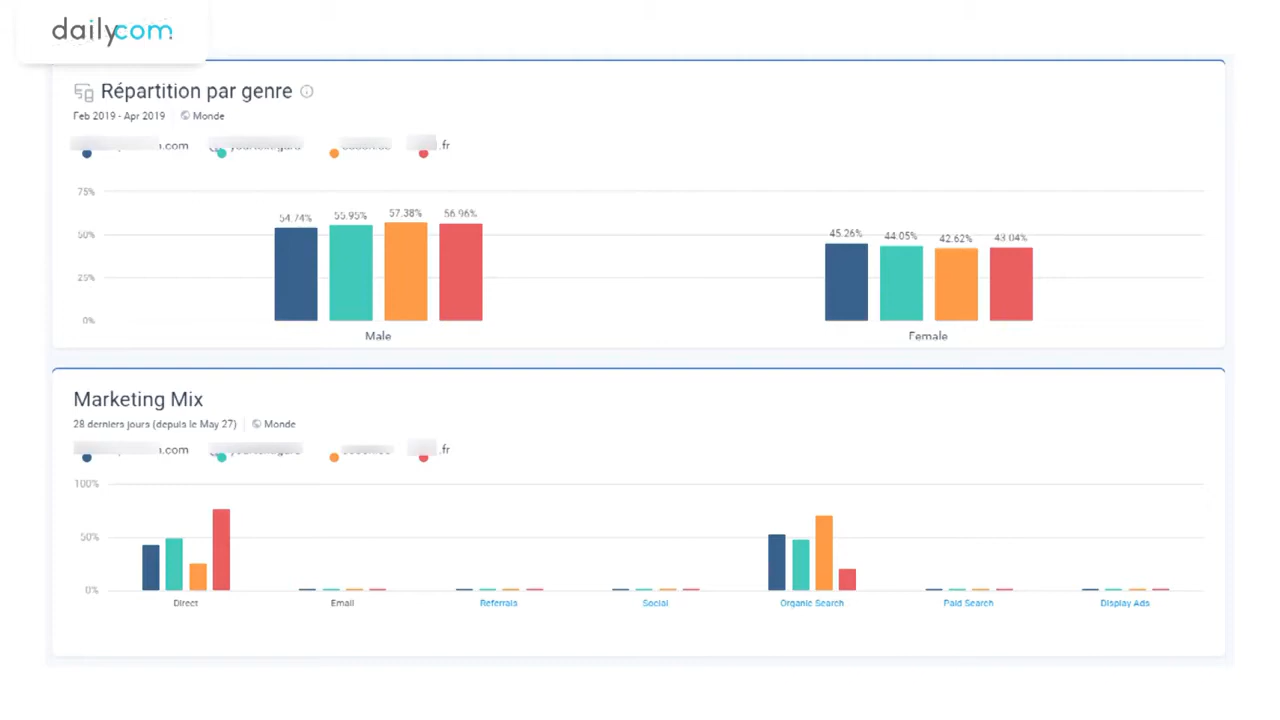 dailycom
Répartition par genre
Feb 2019 - Apr 2019 Monde
.com .fr
75%
54.74% 55.95% 57.38% 56.96%
50% 45.26% 44.05% 42.62% 43.04%
25%
0%
Male Female
Marketing Mix
28 derniers jours (depuis le May 27) Monde
.com .fr
100%
50%
0%
Direct Email Referrals Social Organic Search Paid Search Display Ads